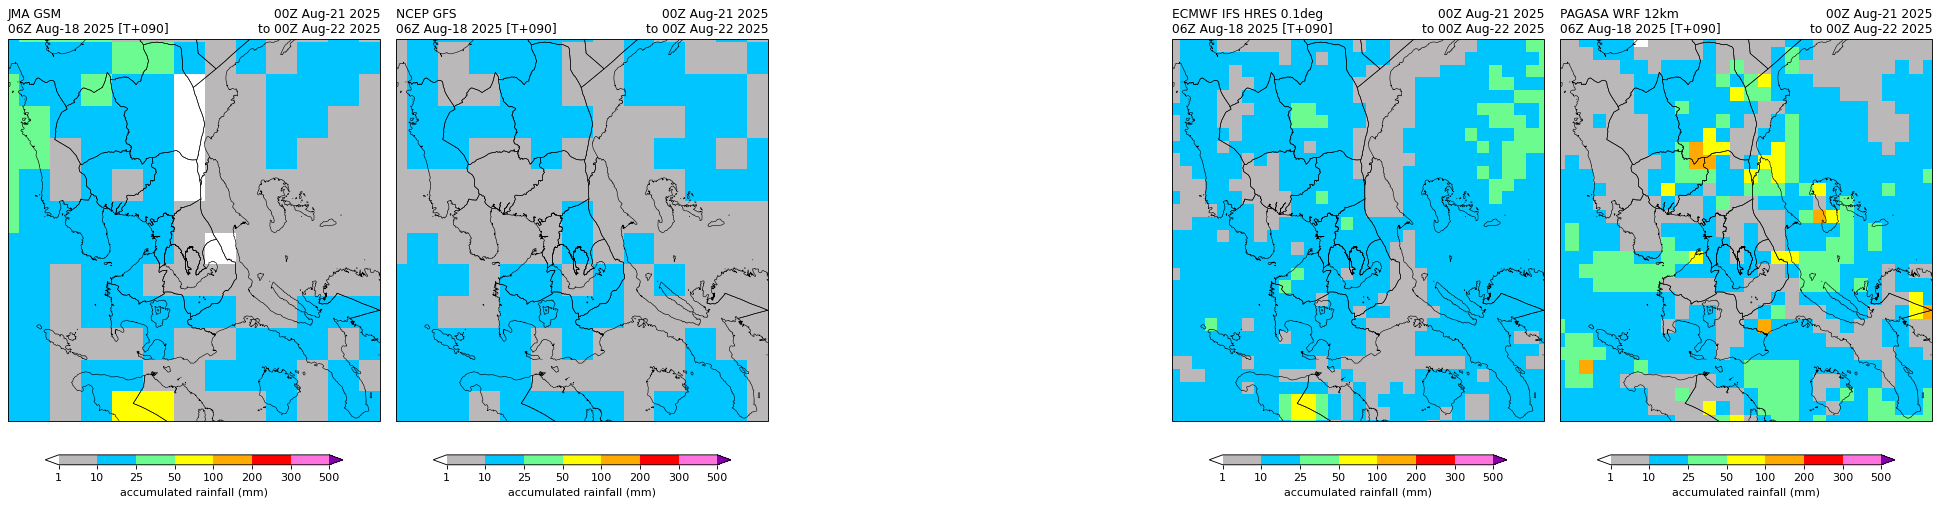 JMA GSM 00Z Aug-21 2025
06Z Aug-18 2025 [T+090] to 00Z Aug-22 2025
1 10 25 50 100 200 300 500
accumulated rainfall (mm)
NCEP GFS 00Z Aug-21 2025
06Z Aug-18 2025 [T+090] to 00Z Aug-22 2025
1 10 25 50 100 200 300 500
accumulated rainfall (mm)
ECMWF IFS HRES 0.1deg 00Z Aug-21 2025
06Z Aug-18 2025 [T+090] to 00Z Aug-22 2025
1 10 25 50 100 200 300 500
accumulated rainfall (mm)
PAGASA WRF 12km 00Z Aug-21 2025
06Z Aug-18 2025 [T+090] to 00Z Aug-22 2025
1 10 25 50 100 200 300 500
accumulated rainfall (mm)